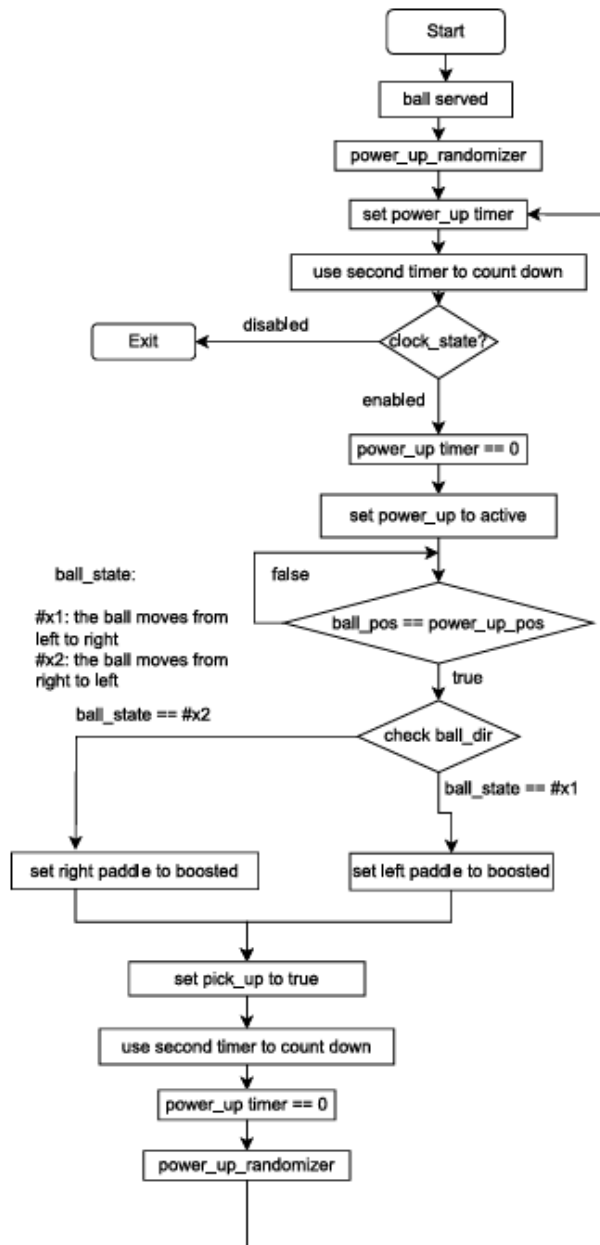 Start
ball served
power_up_randomizer
set power_up timer
use second timer to count down
disabled
Exit
clock_state?
enabled
power_up timer == 0
set power_up to active
ball_state:
false
#x1: the ball moves from
left to right
#x2: the ball moves from
right to left
ball_pos == power_up_pos
true
ball_state == #x2
check ball_dir
ball_state == #x1
set right paddle to boosted
set left paddle to boosted
set pick_up to true
use second timer to count down
power_up timer == 0
power_up_randomizer